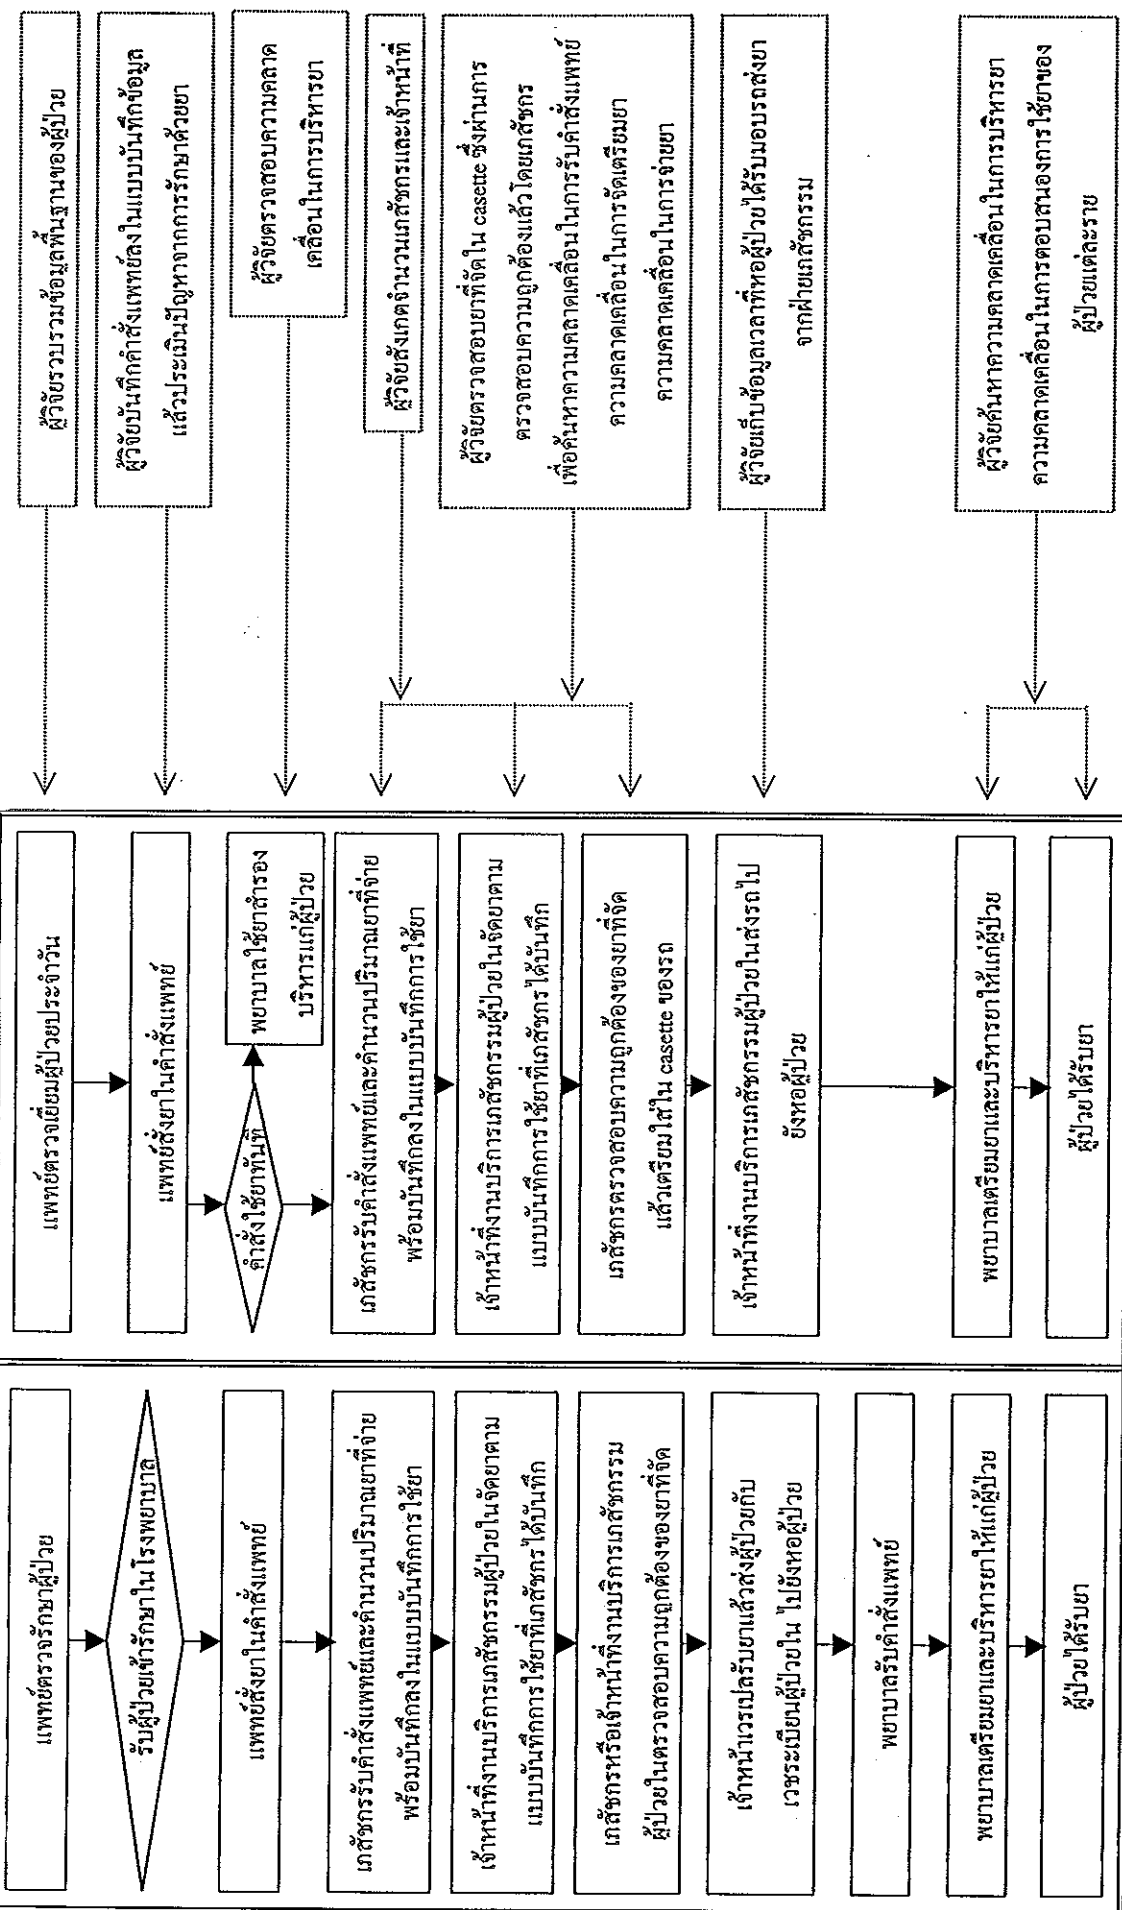 แพทย์ตรวจรักษาผู้ป่วย
รับผู้ป่วยเข้ารักษาในโรงพยาบาล
แพทย์สั่งยาในคำสั่งแพทย์
เภสัชกรรับคำสั่งแพทย์และคำนวนปริมาณยาที่จ่าย
พร้อมบันทึกลงในแบบบันทึกการใช้ยา
เจ้าหน้าที่งานบริการเภสัชกรรมผู้ป่วยในจัดยาตาม
แบบบันทึกการใช้ยาที่เภสัชกรได้บันทึก
เภสัชกรหรือเจ้าหน้าที่งานบริการเภสัชกรรม
ผู้ป่วยในตรวจสอบความถูกต้องของยาที่จัด
เจ้าหน้าเวรเปลรับยาแล้วส่งผู้ป่วยกับ
เวชระเบียนผู้ป่วยใน ไปยังหอผู้ป่วย
พยาบาลรับคำสั่งแพทย์
พยาบาลเตรียมยาและบริหารยาให้แก่ผู้ป่วย
ผู้ป่วยได้รับยา
แพทย์ตรวจเยี่ยมผู้ป่วยประจำวัน
แพทย์สั่งยาในคำสั่งแพทย์
คำสั่งใช้ยาทันที
พยาบาลใช้ยาสำรอง
บริหารแก่ผู้ป่วย
เภสัชกรรับคำสั่งแพทย์และคำนวนปริมาณยาที่จ่าย
พร้อมบันทึกลงในแบบบันทึกการใช้ยา
เจ้าหน้าที่งานบริการเภสัชกรรมผู้ป่วยในจัดยาตาม
แบบบันทึกการใช้ยาที่เภสัชกรได้บันทึก
เภสัชกรตรวจสอบความถูกต้องของยาที่จัด
แล้วเตรียมใส่ใน casette ของรถ
เจ้าหน้าที่งานบริการเภสัชกรรมผู้ป่วยในส่งรถไป
ยังหอผู้ป่วย
พยาบาลเตรียมยาและบริหารยาให้แก่ผู้ป่วย
ผู้ป่วยได้รับยา
ผู้วิจัยรวบรวมข้อมูลพื้นฐานของผู้ป่วย
ผู้วิจัยบันทึกคำสั่งแพทย์ลงในแบบบันทึกข้อมูล
แล้วประเมินปัญหาจากการรักษาด้วยยา
ผู้วิจัยตรวจสอบความคลาด
เคลื่อนในการบริหารยา
ผู้วิจัยสังเกตจำนวนเภสัชกรและเจ้าหน้าที่
ผู้วิจัยตรวจสอบยาที่จัดใน casette ซึ่งผ่านการ
ตรวจสอบความถูกต้องแล้วโดยเภสัชกร
เพื่อค้นหาความคลาดเคลื่อนในการรับคำสั่งแพทย์
ความคลาดเคลื่อนในการจัดเตรียมยา
ความคลาดเคลื่อนในการจ่ายยา
ผู้วิจัยเก็บข้อมูลเวลาที่หอผู้ป่วยได้รับมอบรถส่งยา
จากฝ่ายเภสัชกรรม
ผู้วิจัยค้นหาความคลาดเคลื่อนในการบริหารยา
ความคลาดเคลื่อนในการตอบสนองการใช้ยาของ
ผู้ป่วยแต่ละราย